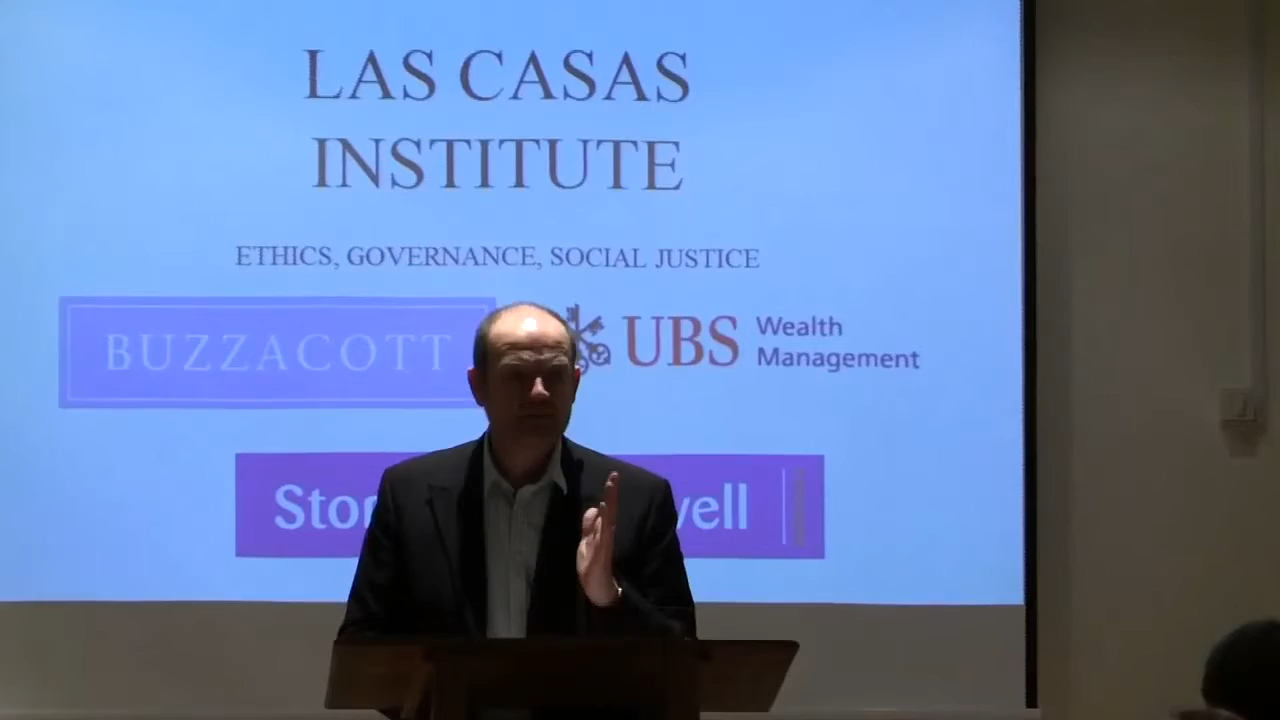 LAS CASAS
INSTITUTE
ETHICS, GOVERNANCE, SOCIAL JUSTICE
BUZZACOTT
UBS Wealth
Management